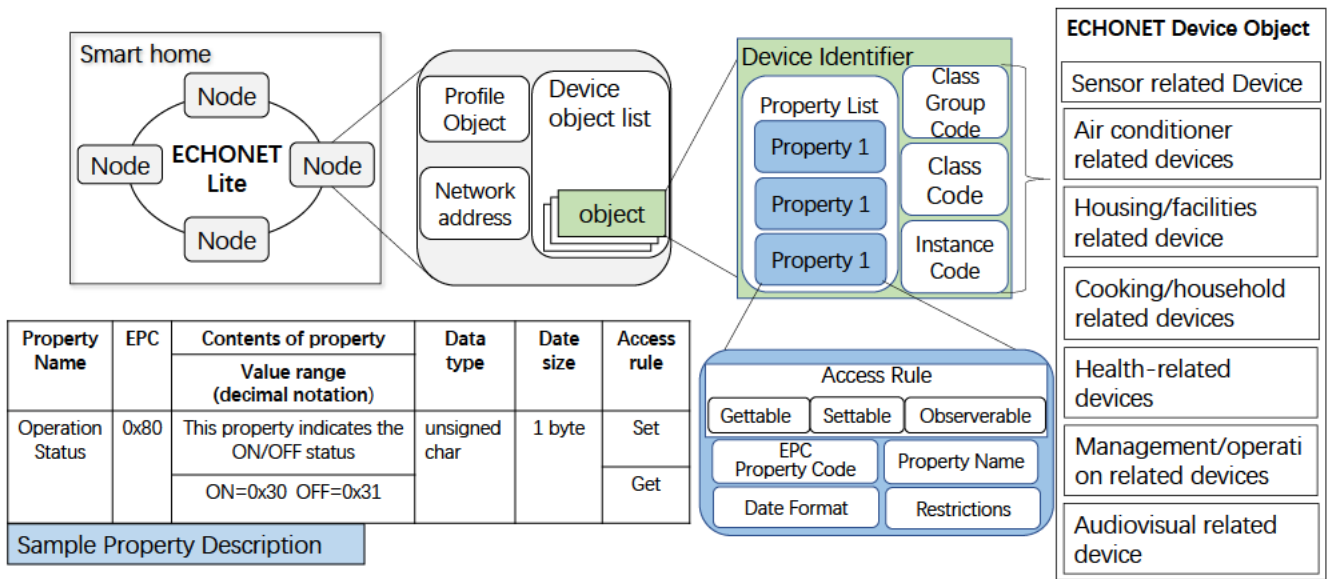 Smart home
Node
Node
ECHONET
Lite
Node
Node
Profile
Object
Network
address
Device
object list
object
Device Identifier
Property List
Property 1
Property 1
Property 1
Class
Group
Code
Class
Code
Instance
Code
ECHONET Device Object
Sensor related Device
Air conditioner
related devices
Housing/facilities
related device
Cooking/household
related devices
Health-related
devices
Management/operati
on related devices
Audiovisual related
device
Property
Name
EPC
Contents of property
Value range
(decimal notation)
Data
type
Date
size
Access
rule
Operation
Status
0x80
This property indicates the
ON/OFF status
ON=0x30 OFF=0x31
unsigned
char
1 byte
Set
Get
Sample Property Description
Access Rule
Gettable
Settable
Observerable
EPC
Property Code
Property Name
Date Format
Restrictions